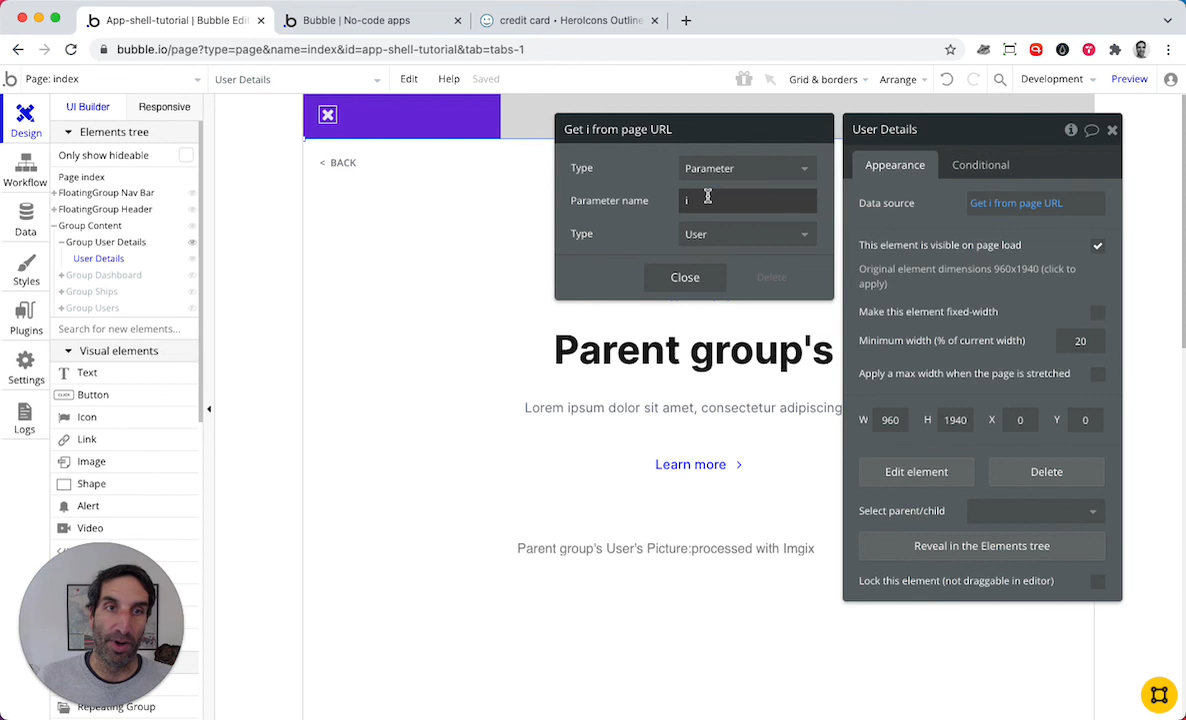 App-shell-tutorial | Bubble Edi
Bubble | No-code apps
credit card · HeroIcons Outline
bubble.io/page?type=page&name=index&id=app-shell-tutorial&tab=tabs-1
Page: index
User Details
Edit
Help
Saved
Grid & borders
Arrange
Development
Preview
Design
Workflow
Data
Styles
Plugins
Settings
Logs
UI Builder
Responsive
Elements tree
Only show hideable
Page index
FloatingGroup Nav Bar
FloatingGroup Header
Group Content
Group User Details
User Details
Group Dashboard
Group Ships
Group Users
Search for new elements...
Visual elements
Text
Button
CLICK
Icon
Link
Image
Shape
Alert
Video
Repeating Group
< BACK
Get i from page URL
Type
Parameter
Parameter name
i
Type
User
Close
Delete
Parent group's
Lorem ipsum dolor sit amet, consectetur adipiscing
Learn more
Parent group's User's Picture:processed with Imgix
User Details
Appearance
Conditional
Data source
Get i from page URL
This element is visible on page load
Original element dimensions 960x1940 (click to
apply)
Make this element fixed-width
Minimum width (% of current width)
20
Apply a max width when the page is stretched
W 960 H 1940 X 0 Y 0
Edit element
Delete
Select parent/child
Reveal in the Elements tree
Lock this element (not draggable in editor)